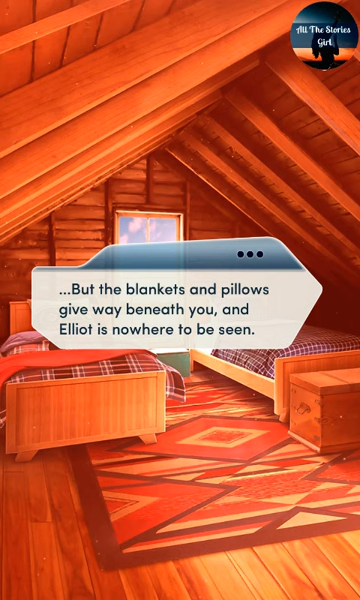 All The Stories
Girl
...But the blankets and pillows
give way beneath you, and
Elliot is nowhere to be seen.